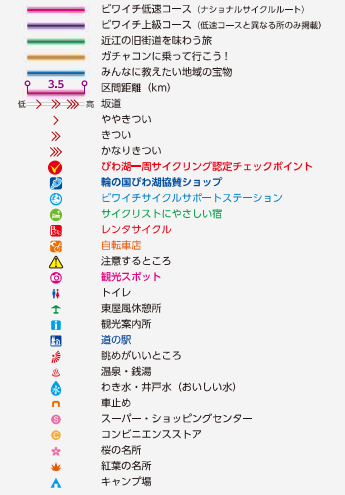 ビワイチ低速コース（ナショナルサイクルルート）
ビワイチ上級コース（低速コースと異なる所のみ掲載）
近江の旧街道を味わう旅
ガチャコンに乗って行こう！
みんなに教えたい地域の宝物
3.5 区間距離（km）
低 高 坂道
ややきつい
きつい
かなりきつい
びわ湖一周サイクリング認定チェックポイント
輪の国びわ湖協賛ショップ
ビワイチサイクルサポートステーション
サイクリストにやさしい宿
レンタサイクル
自転車店
注意するところ
観光スポット
トイレ
東屋風休憩所
観光案内所
道の駅
眺めがいいところ
温泉・銭湯
わき水・井戸水（おいしい水）
車止め
S スーパー・ショッピングセンター
C コンビニエンスストア
桜の名所
紅葉の名所
キャンプ場